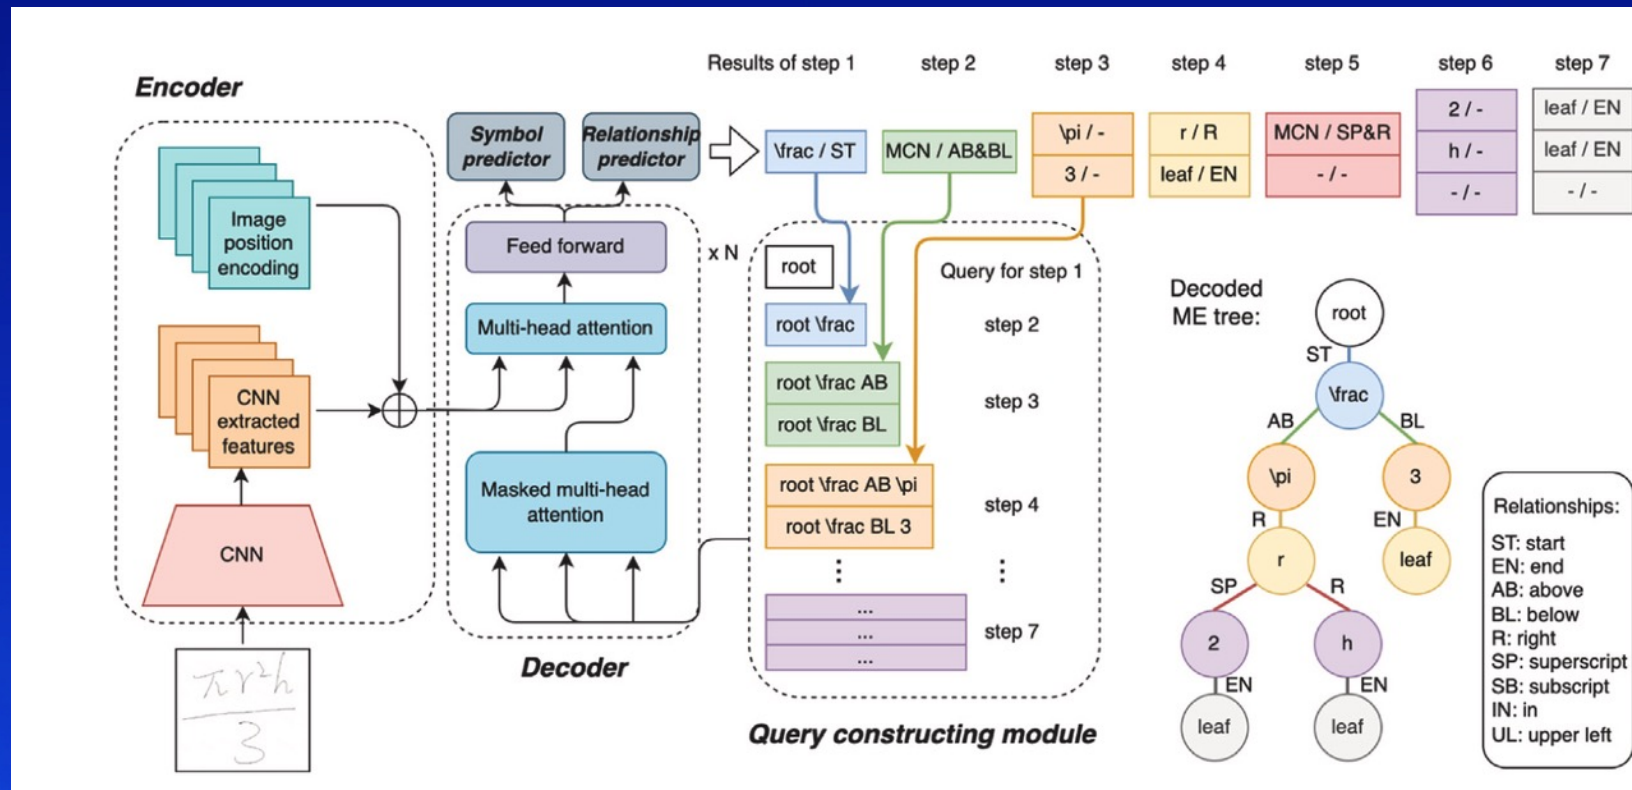 Results of step 1
step 2
step 3
step 4
step 5
step 6
step 7
Encoder
Symbol
predictor
Relationship
predictor
\frac / ST
MCN / AB&BL
\pi / -
3 / -
r / R
leaf / EN
MCN / SP&R
- / -
2 / -
h / -
- / -
leaf / EN
leaf / EN
- / -
Image
position
encoding
CNN
extracted
features
CNN
πr²h
3
Feed forward
x N
Multi-head attention
Masked multi-head
attention
Decoder
root
Query for step 1
root \frac
step 2
root \frac AB
root \frac BL
step 3
root \frac AB \pi
root \frac BL 3
step 4
...
...
...
step 7
Query constructing module
Decoded
ME tree:
root
ST
\frac
AB
BL
\pi
3
R
EN
r
leaf
SP
R
2
h
EN
EN
leaf
leaf
Relationships:
ST: start
EN: end
AB: above
BL: below
R: right
SP: superscript
SB: subscript
IN: in
UL: upper left